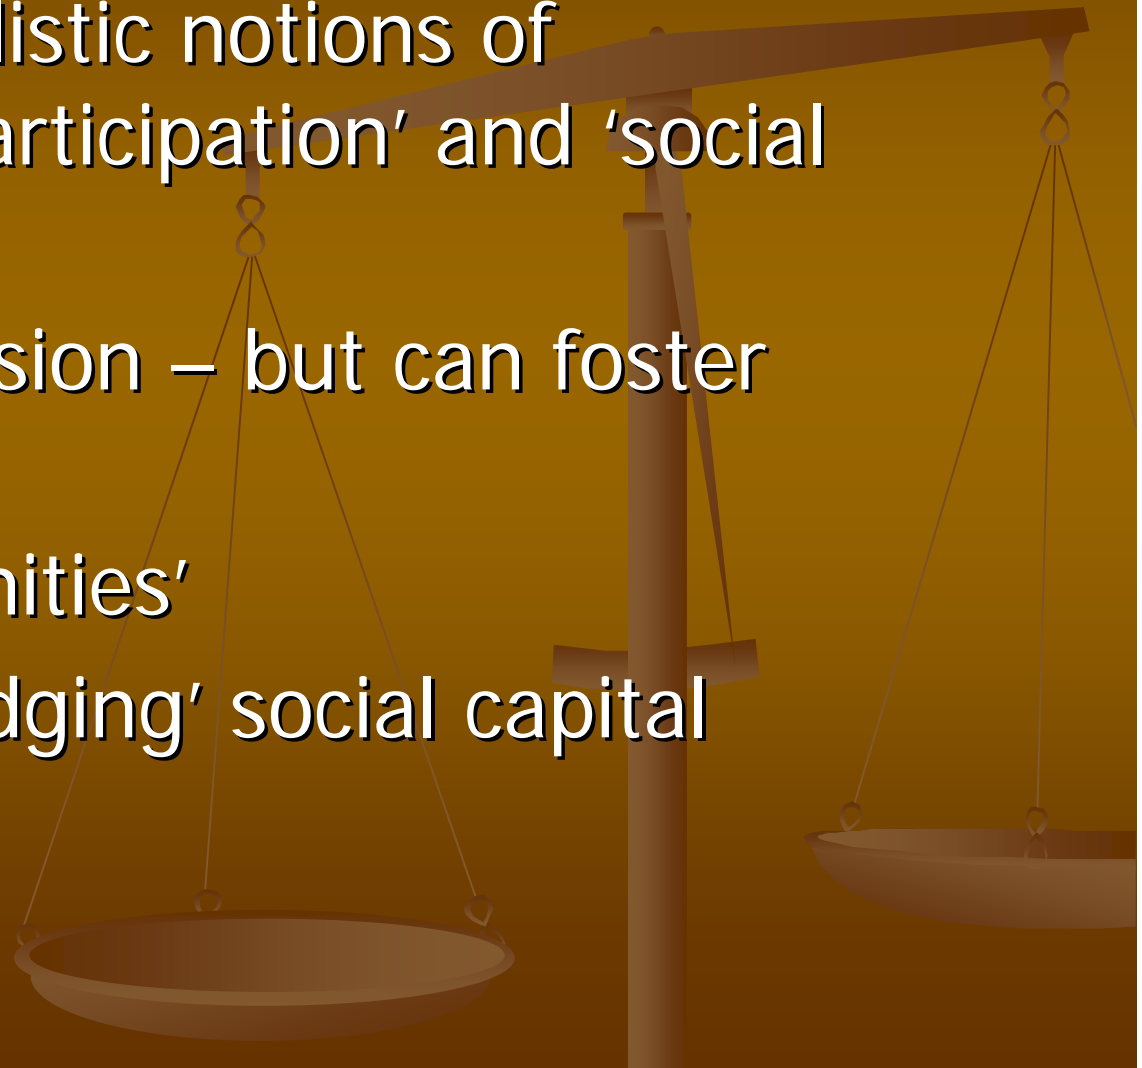 listic notions of
articipation’ and ‘social
sion – but can foster
nities’
dging’ social capital